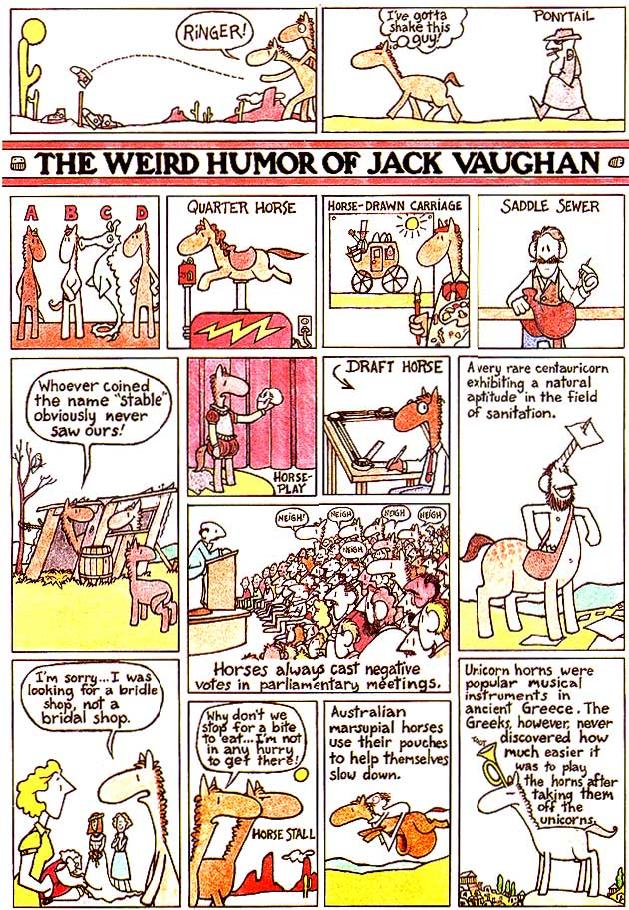 RINGER!
I've gotta
shake this
guy!
PONYTAIL
THE WEIRD HUMOR OF JACK VAUGHAN
A B C D
QUARTER HORSE
HORSE-DRAWN CARRIAGE
SADDLE SEWER
Whoever coined
the name "stable"
obviously never
saw ours!
HORSE-
PLAY
DRAFT HORSE
A very rare centauricorn
exhibiting a natural
aptitude in the field
of sanitation.
NEIGH!
NEIGH
NEIGH
NEIGH
NEIGH
Horses always cast negative
votes in parliamentary meetings.
I'm sorry...I was
looking for a bridle
shop, not a
bridal shop.
Why don't we
stop for a bite
to eat...I'm not
in any hurry
to get there!
HORSE STALL
Australian
marsupial horses
use their pouches
to help themselves
slow down.
Unicorn horns were
popular musical
instruments in
ancient Greece. The
Greeks, however, never
discovered how
much easier it
was to play
the horns after
taking them
off the
unicorns.